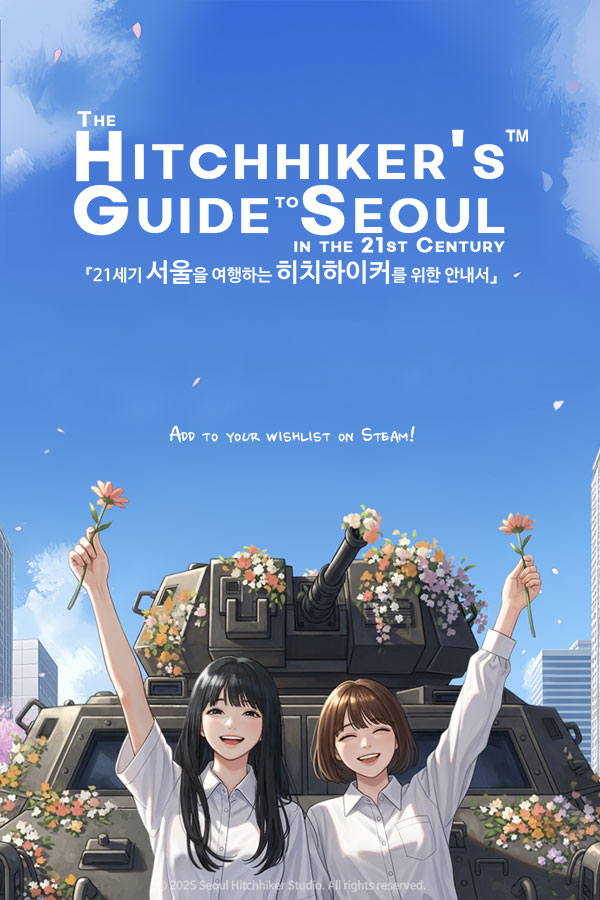 The
Hitchhiker's™
Guide to Seoul
in the 21st Century
『21세기 서울을 여행하는 히치하이커를 위한 안내서』
Add to your wishlist on Steam!
© 2025 Seoul Hitchhiker Studio. All rights reserved.